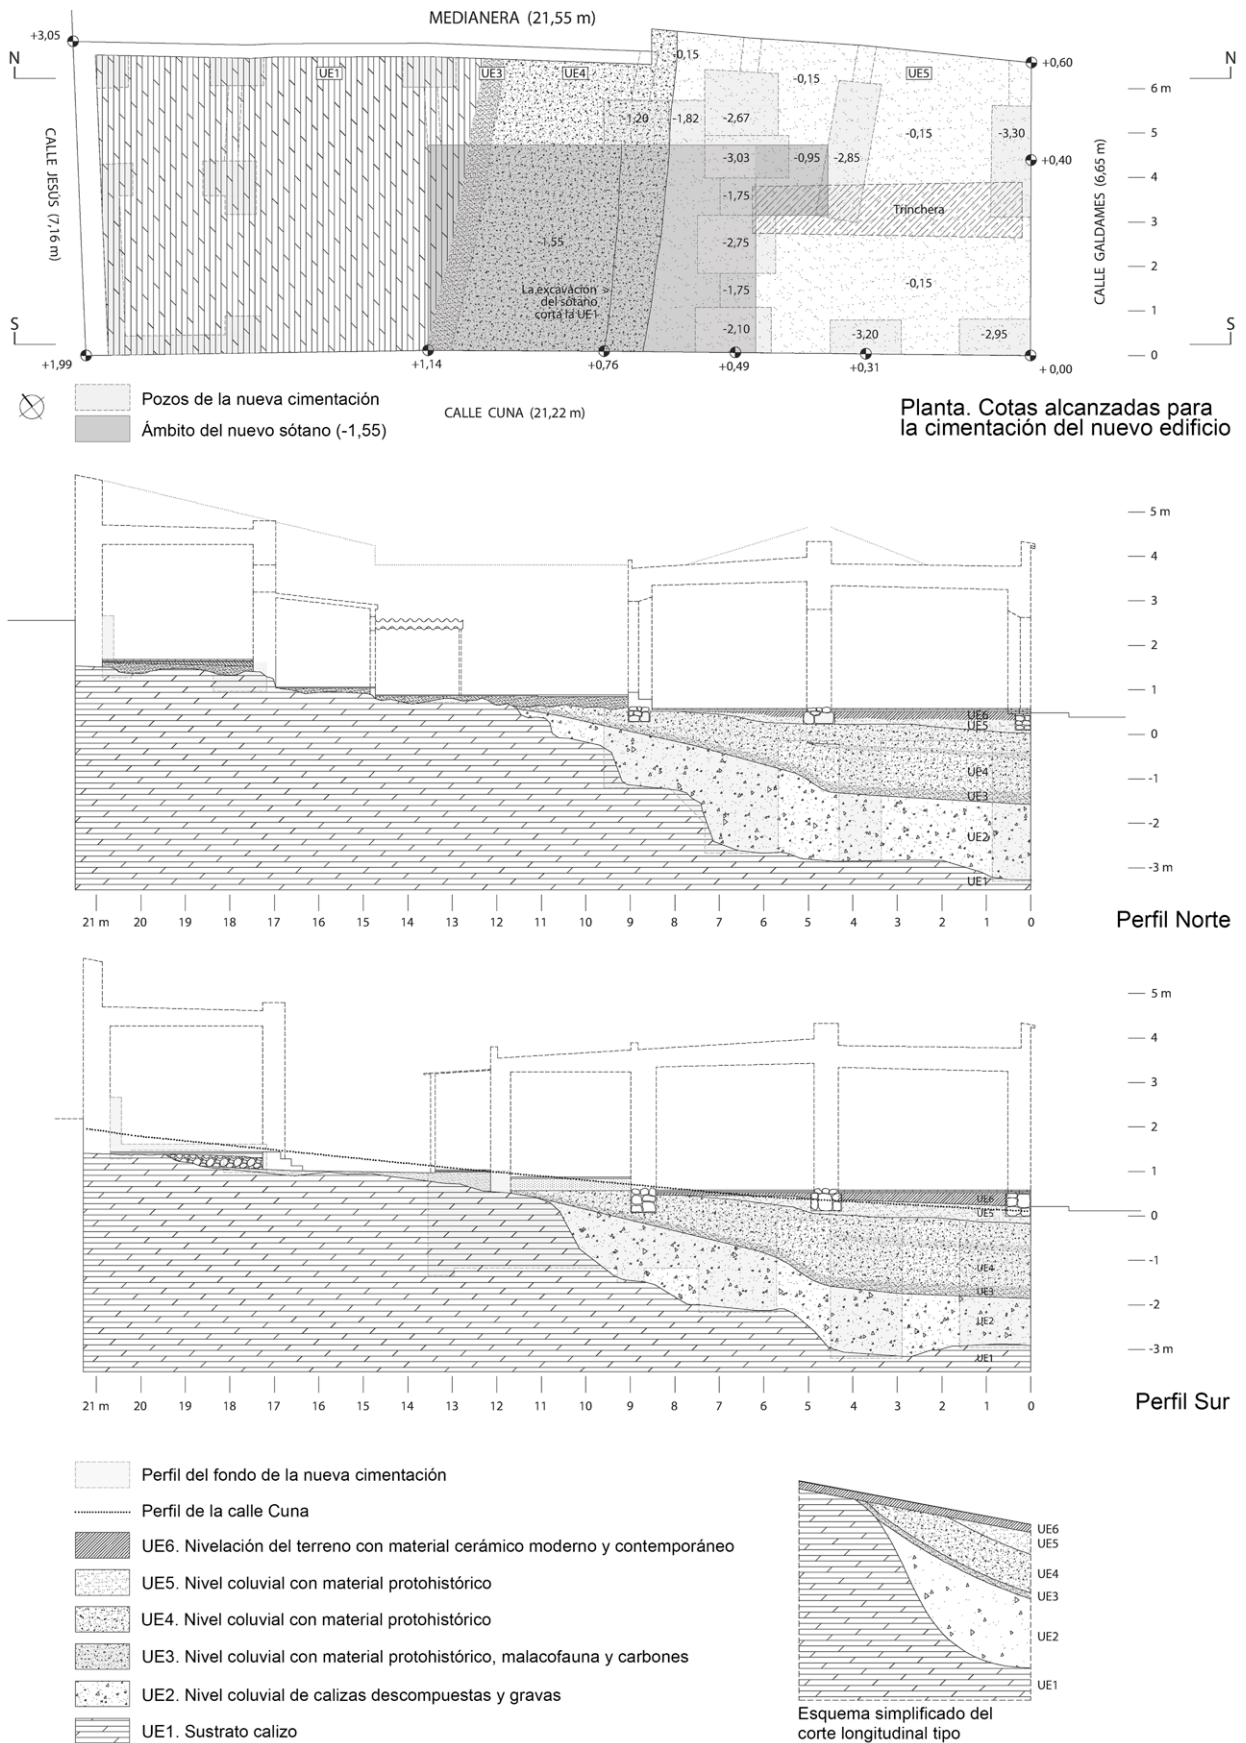 MEDIANERA (21,55 m)
+3,05
N
N
UE1
UE3
UE4
-0,15
-0,15
UE5
+0,60
6 m
5
4
3
2
1
0
-1,20
-1,82
-2,67
-0,15
-3,30
-3,03
-0,95
-2,85
+0,40
-1,75
Trinchera
-1,55
-2,75
La excavación
del sótano
corta la UE1
-1,75
-0,15
-2,10
-3,20
-2,95
CALLE JESÚS (7,16 m)
CALLE GALDAMES (6,65 m)
S
S
+1,99
+1,14
+0,76
+0,49
+0,31
+ 0,00
Pozos de la nueva cimentación
Ámbito del nuevo sótano (-1,55)
CALLE CUNA (21,22 m)
Planta. Cotas alcanzadas para
la cimentación del nuevo edificio
5 m
4
3
2
1
0
-1
-2
-3 m
UE6
UE5
UE4
UE3
UE2
UE1
21 m 20 19 18 17 16 15 14 13 12 11 10 9 8 7 6 5 4 3 2 1 0
Perfil Norte
5 m
4
3
2
1
0
-1
-2
-3 m
UE6
UE5
UE4
UE3
UE2
UE1
21 m 20 19 18 17 16 15 14 13 12 11 10 9 8 7 6 5 4 3 2 1 0
Perfil Sur
Perfil del fondo de la nueva cimentación
Perfil de la calle Cuna
UE6. Nivelación del terreno con material cerámico moderno y contemporáneo
UE5. Nivel coluvial con material protohistórico
UE4. Nivel coluvial con material protohistórico
UE3. Nivel coluvial con material protohistórico, malacofauna y carbones
UE2. Nivel coluvial de calizas descompuestas y gravas
UE1. Sustrato calizo
UE6
UE5
UE4
UE3
UE2
UE1
Esquema simplificado del
corte longitudinal tipo